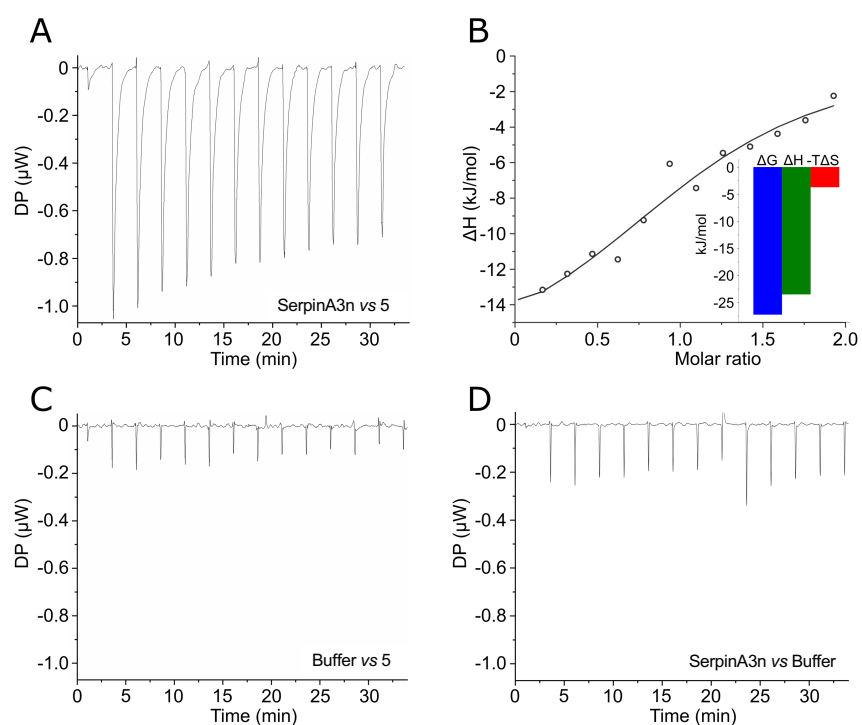 A
0
-0.2
-0.4
-0.6
-0.8
-1.0
DP (µW)
SerpinA3n vs 5
0 5 10 15 20 25 30
Time (min)
B
0
-2
-4
-6
-8
-10
-12
-14
ΔH (kJ/mol)
ΔG ΔH -TΔS
0
-5
-10
-15
-20
-25
kJ/mol
0 0.5 1.0 1.5 2.0
Molar ratio
C
0
-0.2
-0.4
-0.6
-0.8
-1.0
DP (µW)
Buffer vs 5
0 5 10 15 20 25 30
Time (min)
D
0
-0.2
-0.4
-0.6
-0.8
-1.0
DP (µW)
SerpinA3n vs Buffer
0 5 10 15 20 25 30
Time (min)